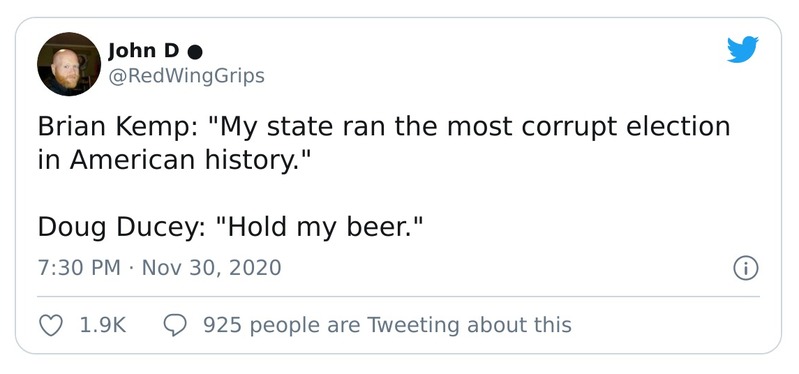 John D ●
@RedWingGrips
Brian Kemp: "My state ran the most corrupt election
in American history."
Doug Ducey: "Hold my beer."
7:30 PM · Nov 30, 2020
1.9K
925 people are Tweeting about this